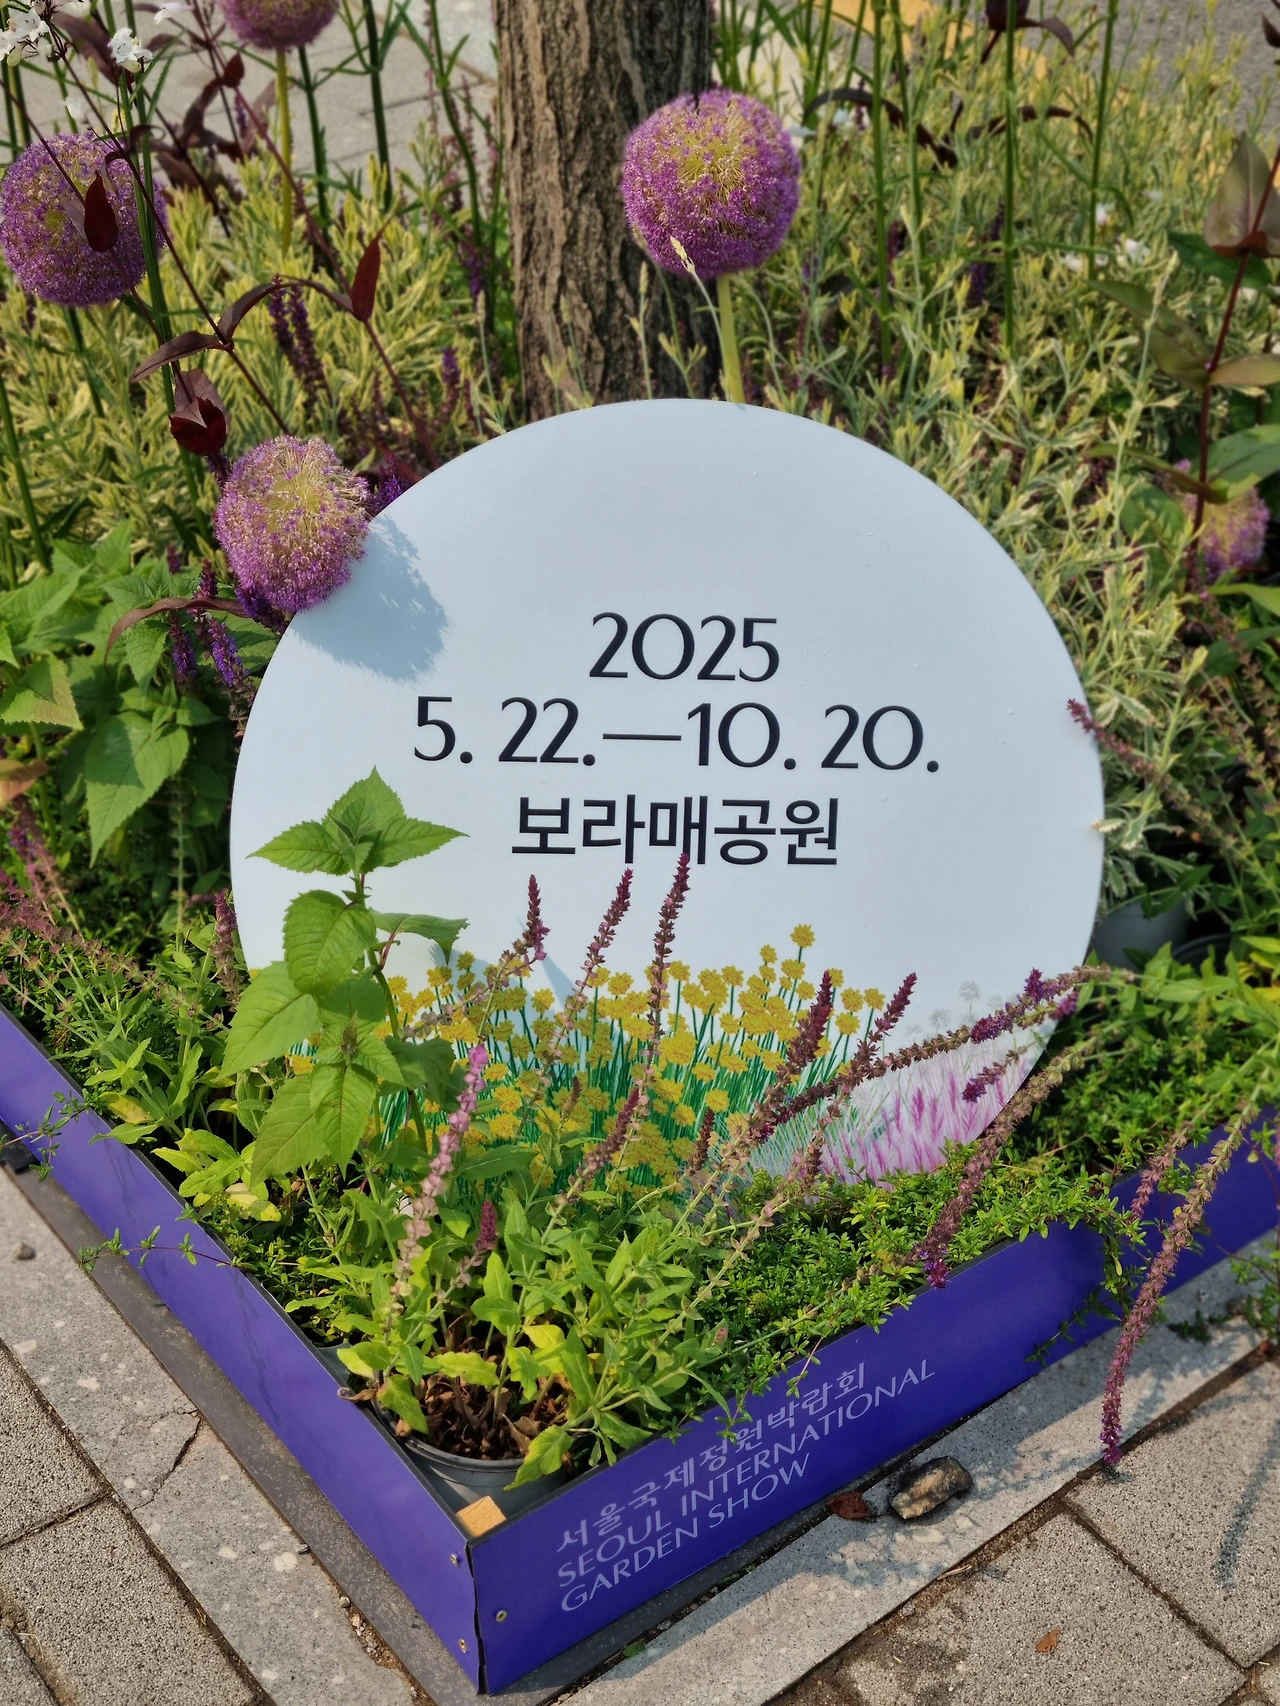 2025
5. 22.—10. 20.
보라매공원
서울국제정원박람회
SEOUL INTERNATIONAL
GARDEN SHOW